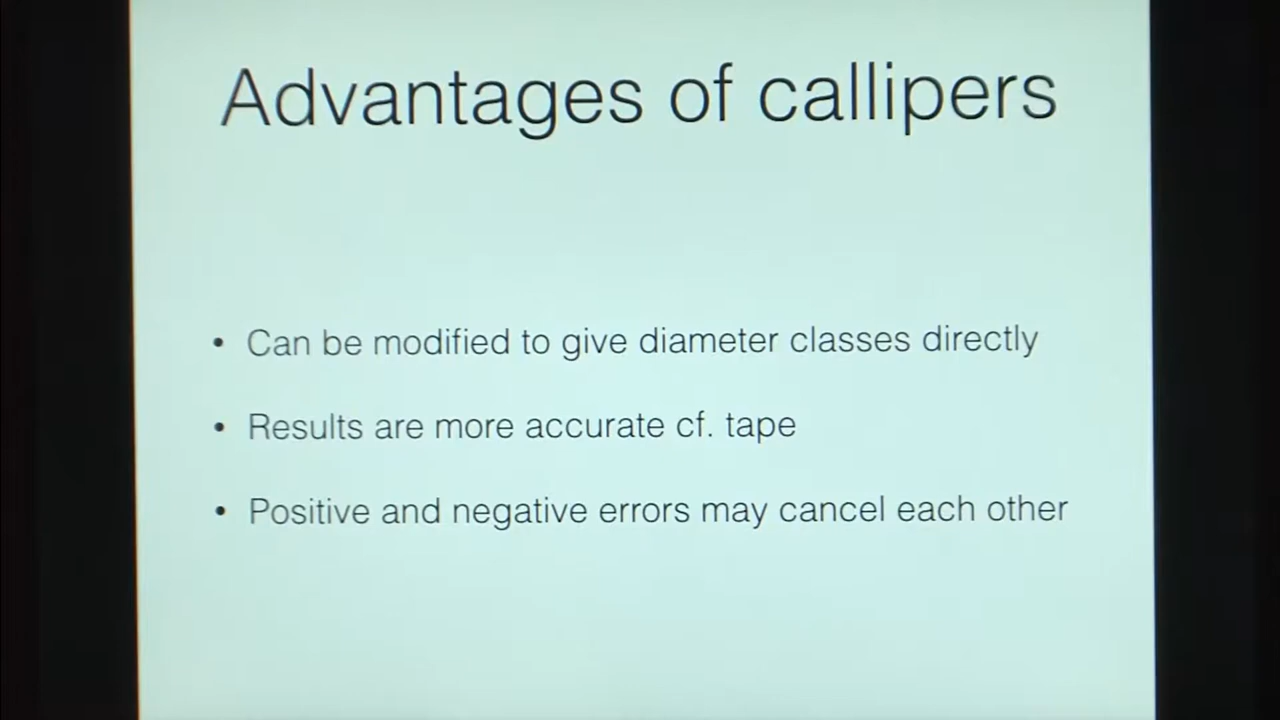 Advantages of callipers
• Can be modified to give diameter classes directly
• Results are more accurate cf. tape
• Positive and negative errors may cancel each other